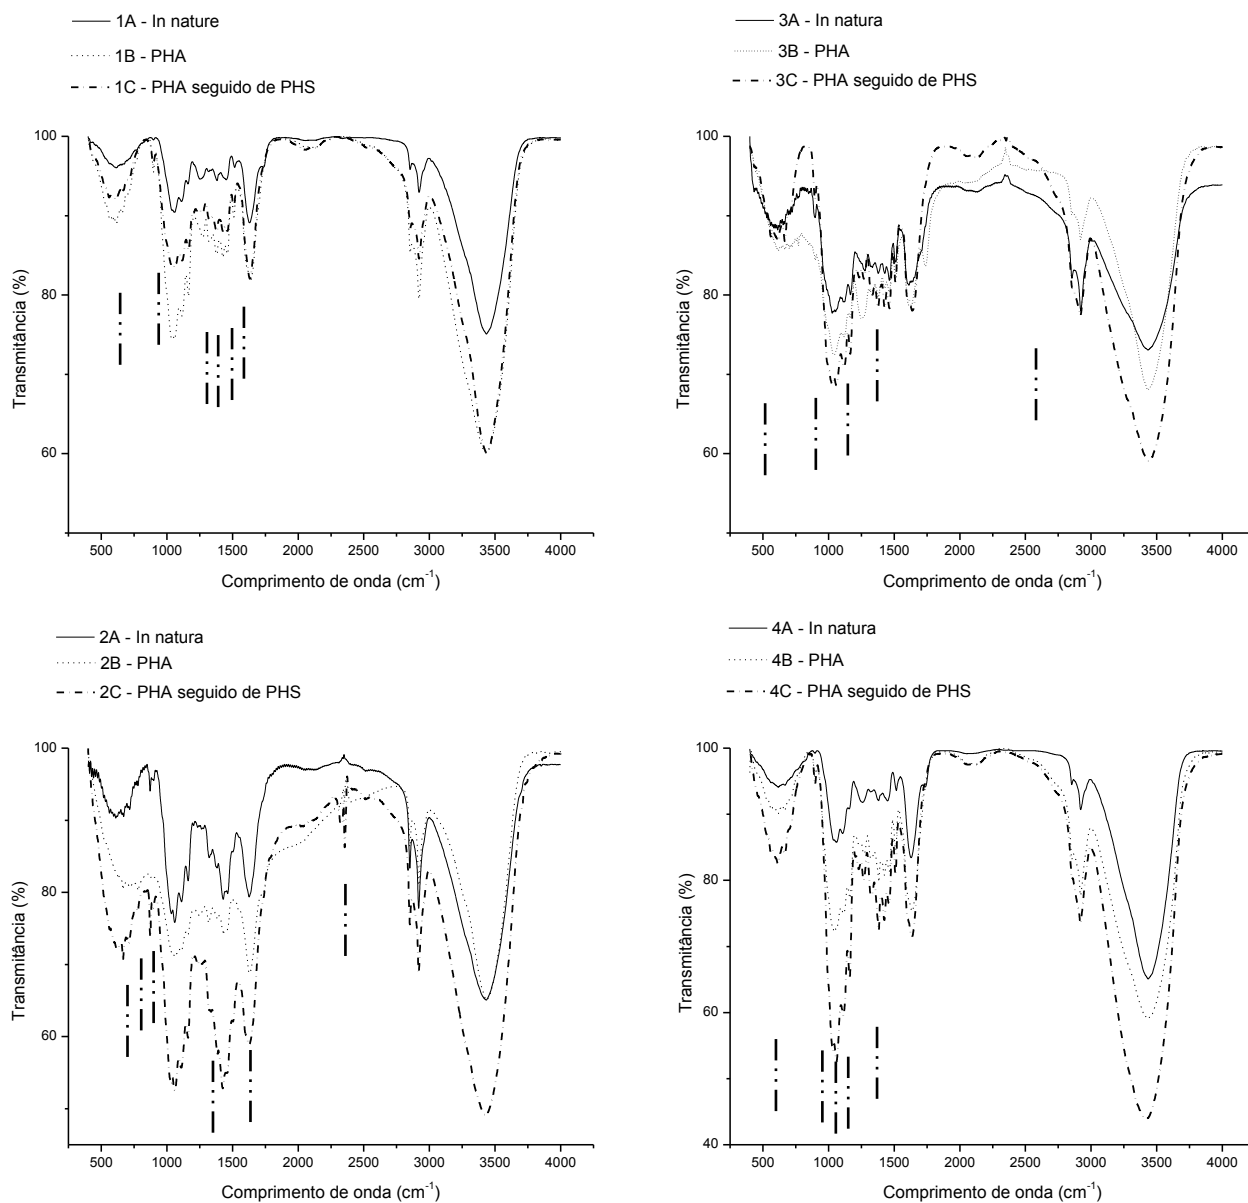 1A - In nature
1B - PHA
1C - PHA seguido de PHS
100
80
60
Transmitância (%)
500 1000 1500 2000 2500 3000 3500 4000
Comprimento de onda (cm-1)
3A - In natura
3B - PHA
3C - PHA seguido de PHS
100
80
60
Transmitância (%)
500 1000 1500 2000 2500 3000 3500 4000
Comprimento de onda (cm-1)
2A - In natura
2B - PHA
2C - PHA seguido de PHS
100
80
60
Transmitância (%)
500 1000 1500 2000 2500 3000 3500 4000
Comprimento de onda (cm-1)
4A - In natura
4B - PHA
4C - PHA seguido de PHS
100
80
60
40
Transmitância (%)
500 1000 1500 2000 2500 3000 3500 4000
Comprimento de onda (cm-1)